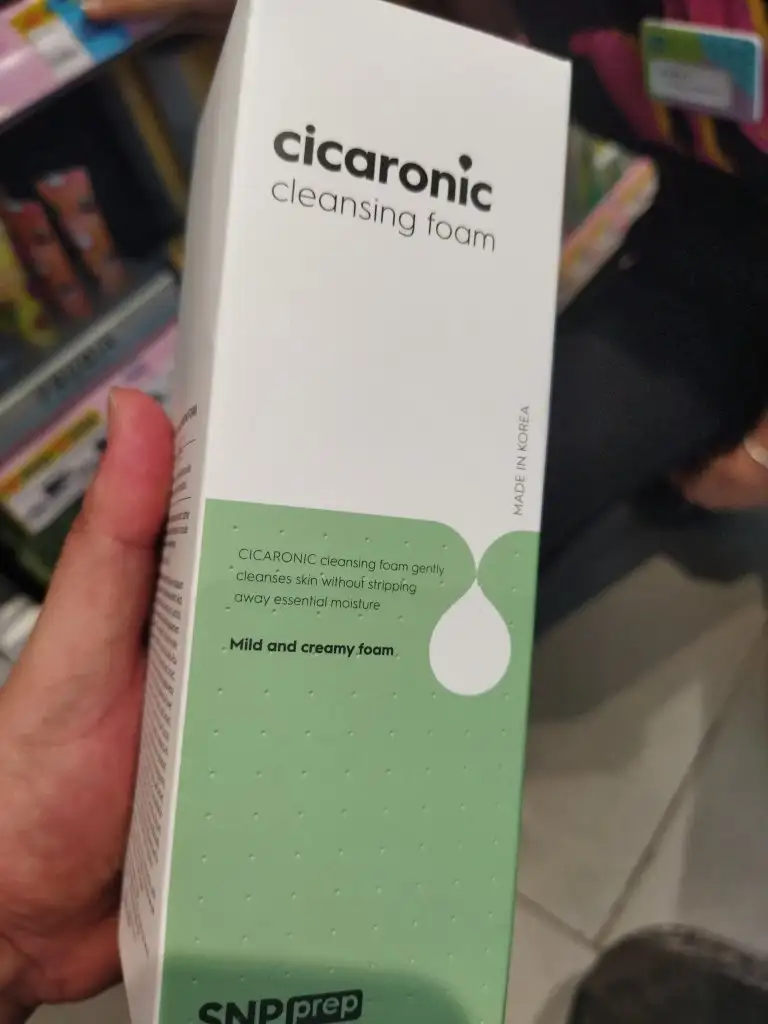 cicaronic
cleansing foam
MADE IN KOREA
CICARONIC cleansing foam gently
cleanses skin without stripping
away essential moisture
Mild and creamy foam
SNP prep